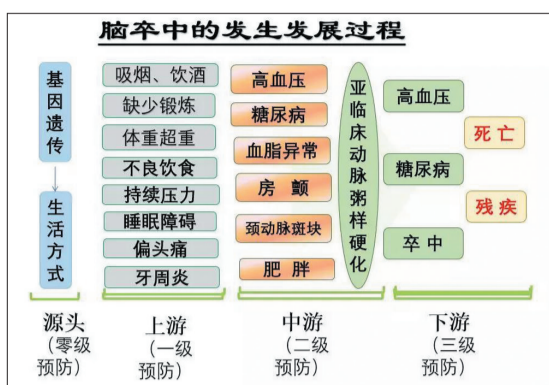 脑卒中的发生发展过程
基因遗传
生活方式
吸烟、饮酒
缺少锻炼
体重超重
不良饮食
持续压力
睡眠障碍
偏头痛
牙周炎
高血压
糖尿病
血脂异常
房颤
颈动脉斑块
肥胖
亚临床动脉粥样硬化
高血压
糖尿病
卒中
死亡
残疾
源头
（零级
预防）
上游
（一级
预防）
中游
（二级
预防）
下游
（三级
预防）